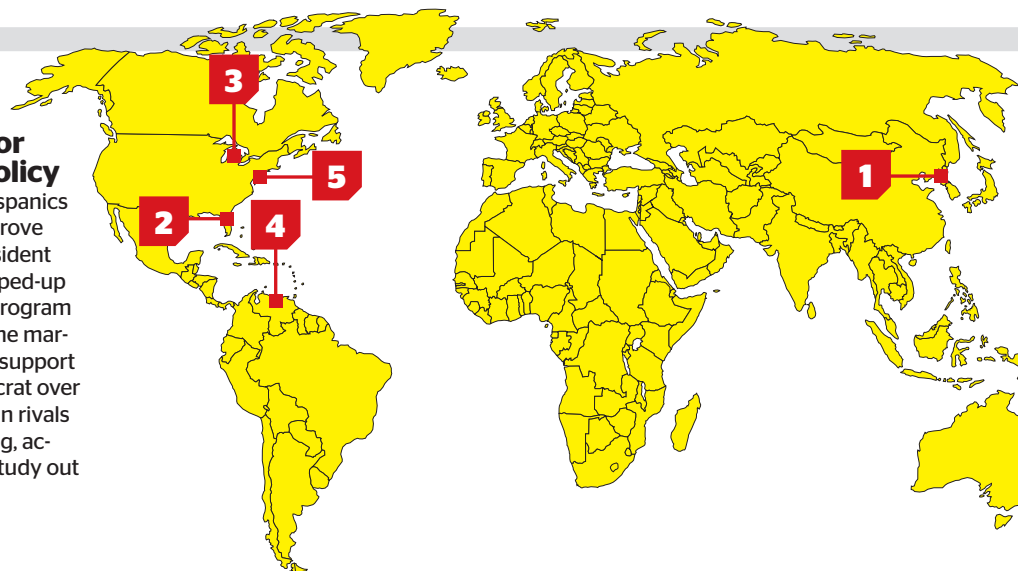 or
olicy
spanics
rove
sident
ped-up
rogram
ne mar-
support
crat over
n rivals
g, ac-
tudy out
3
5
1
2
4